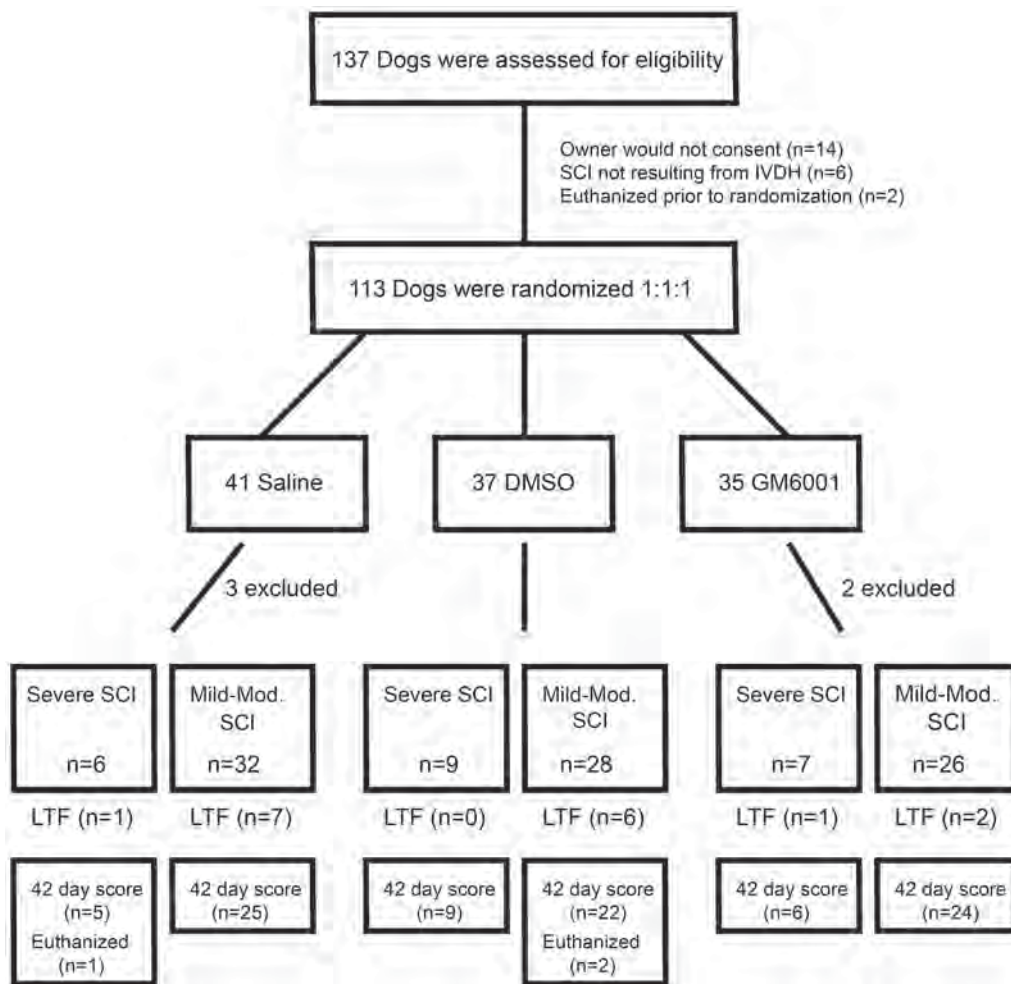 137 Dogs were assessed for eligibility
Owner would not consent (n=14)
SCI not resulting from IVDH (n=6)
Euthanized prior to randomization (n=2)
113 Dogs were randomized 1:1:1
41 Saline
37 DMSO
35 GM6001
3 excluded
2 excluded
Severe SCI
n=6
Mild-Mod.
SCI
n=32
Severe SCI
n=9
Mild-Mod.
SCI
n=28
Severe SCI
n=7
Mild-Mod.
SCI
n=26
LTF (n=1)
LTF (n=7)
LTF (n=0)
LTF (n=6)
LTF (n=1)
LTF (n=2)
42 day score
(n=5)
Euthanized
(n=1)
42 day score
(n=25)
42 day score
(n=9)
42 day score
(n=22)
Euthanized
(n=2)
42 day score
(n=6)
42 day score
(n=24)